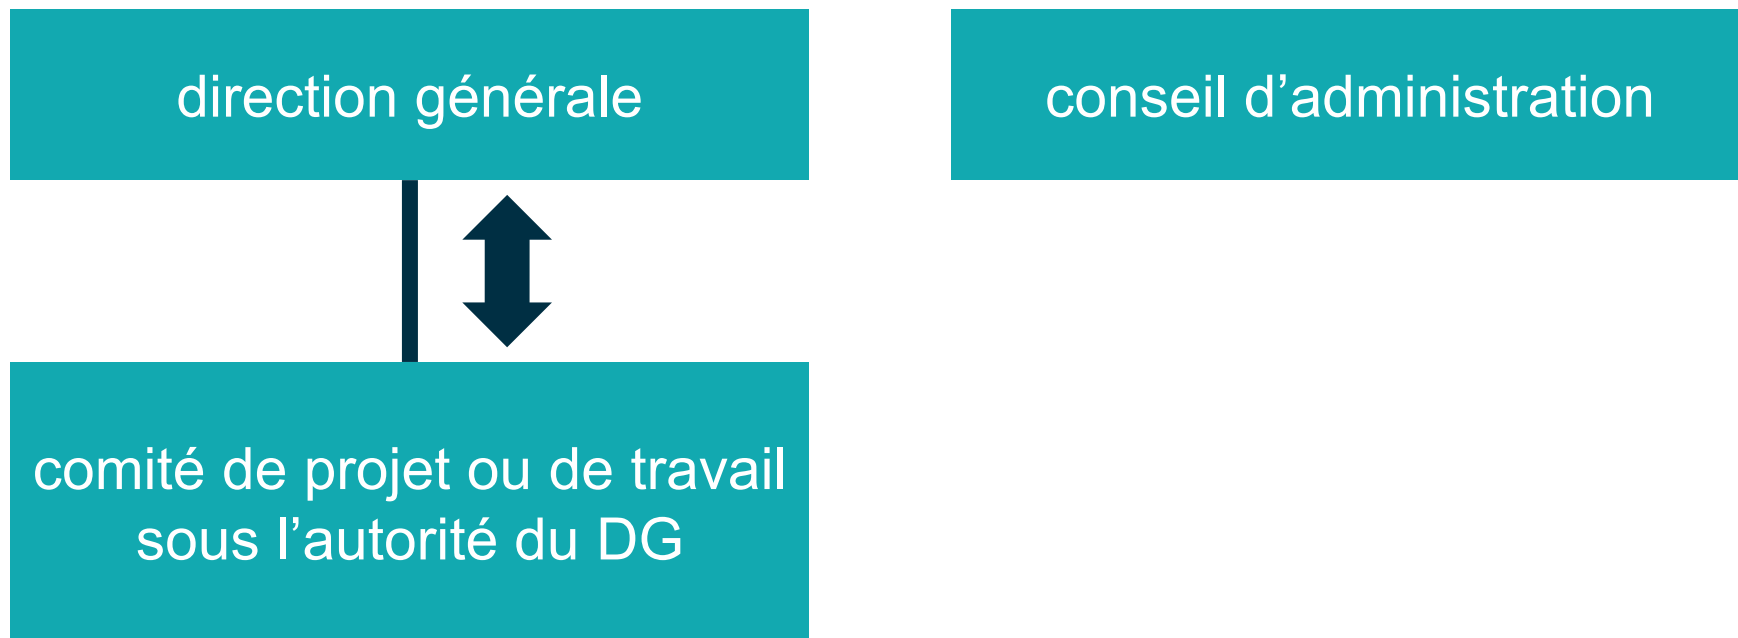 direction générale
conseil d’administration
comité de projet ou de travail
sous l’autorité du DG